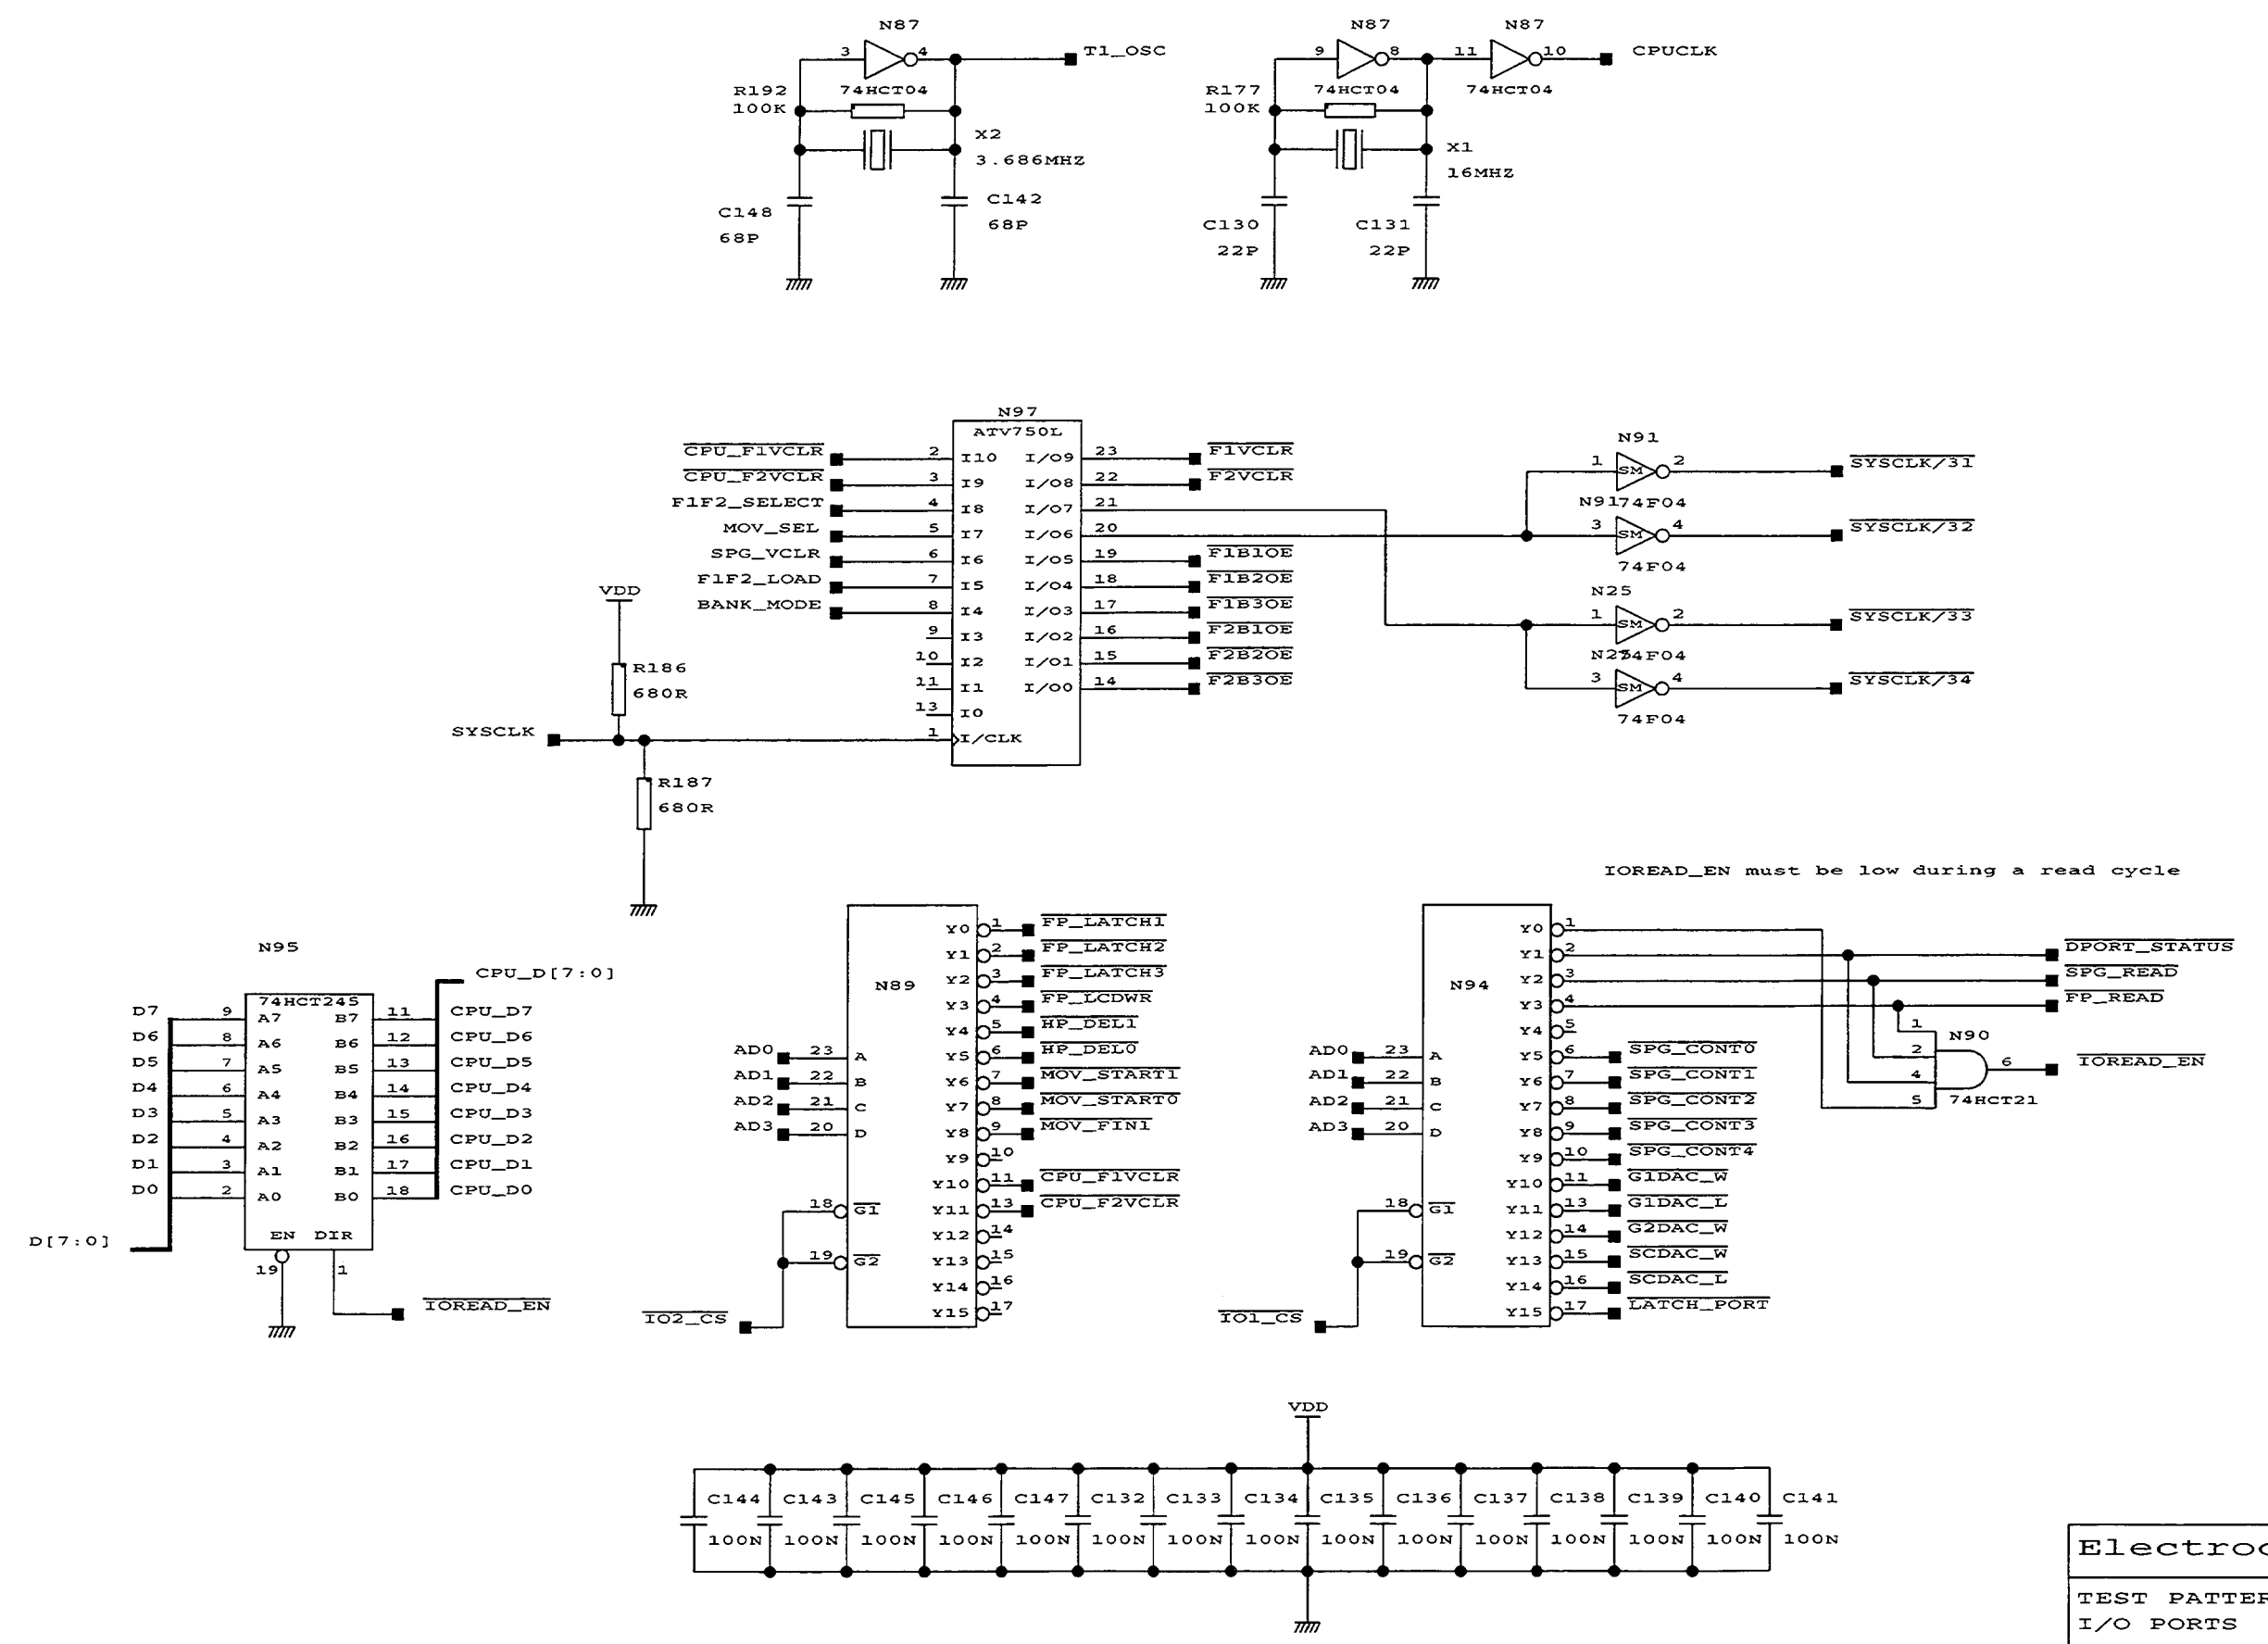 N87
3 4
T1_OSC
R192
100K
74HCT04
X2
3.686MHZ
C148
68P
C142
68P
N87
9 8
N87
11 10
CPUCLK
R177
100K
74HCT04
74HCT04
X1
16MHZ
C130
22P
C131
22P
N97
ATV750L
CPU_F1VCLR 2 I10 I/O9 23 F1VCLR
CPU_F2VCLR 3 I9 I/O8 22 F2VCLR
F1F2_SELECT 4 I8 I/O7 21
MOV_SEL 5 I7 I/O6 20
SPG_VCLR 6 I6 I/O5 19 F1B1OE
F1F2_LOAD 7 I5 I/O4 18 F1B2OE
BANK_MODE 8 I4 I/O3 17 F1B3OE
9 I3 I/O2 16 F2B1OE
10 I2 I/O1 15 F2B2OE
11 I1 I/O0 14 F2B3OE
13 I0
SYSCLK 1 I/CLK
VDD
R186
680R
R187
680R
N91
1 SM 2 SYSCLK/31
74F04
N91
3 SM 4 SYSCLK/32
74F04
N25
1 SM 2 SYSCLK/33
74F04
N25
3 SM 4 SYSCLK/34
74F04
IOREAD_EN must be low during a read cycle
N95
CPU_D[7:0]
74HCT245
D7 9 A7 B7 11 CPU_D7
D6 8 A6 B6 12 CPU_D6
D5 7 A5 B5 13 CPU_D5
D4 6 A4 B4 14 CPU_D4
D3 5 A3 B3 15 CPU_D3
D2 4 A2 B2 16 CPU_D2
D1 3 A1 B1 17 CPU_D1
D0 2 A0 B0 18 CPU_D0
D[7:0]
EN DIR
19 1
IOREAD_EN
N89
Y0 1 FP_LATCH1
Y1 2 FP_LATCH2
Y2 3 FP_LATCH3
Y3 4 FP_LCDWR
Y4 5 HP_DEL1
AD0 23 A Y5 6 HP_DEL0
AD1 22 B Y6 7 MOV_START1
AD2 21 C Y7 8 MOV_START0
AD3 20 D Y8 9 MOV_FIN1
Y9 10
Y10 11 CPU_F1VCLR
18 G1 Y11 13 CPU_F2VCLR
Y12 14
19 G2 Y13 15
Y14 16
IO2_CS Y15 17
N94
Y0 1
Y1 2 DPORT_STATUS
Y2 3 SPG_READ
Y3 4 FP_READ
Y4 5
AD0 23 A Y5 6 SPG_CONT0
AD1 22 B Y6 7 SPG_CONT1
AD2 21 C Y7 8 SPG_CONT2
AD3 20 D Y8 9 SPG_CONT3
Y9 10 SPG_CONT4
Y10 11 G1DAC_W
18 G1 Y11 13 G1DAC_L
Y12 14 G2DAC_W
19 G2 Y13 15 SCDAC_W
Y14 16 SCDAC_L
IO1_CS Y15 17 LATCH_PORT
1 N90
2
4 6 IOREAD_EN
5 74HCT21
VDD
C144 C143 C145 C146 C147 C132 C133 C134 C135 C136 C137 C138 C139 C140 C141
100N 100N 100N 100N 100N 100N 100N 100N 100N 100N 100N 100N 100N 100N 100N
Electroc
TEST PATTER
I/O PORTS